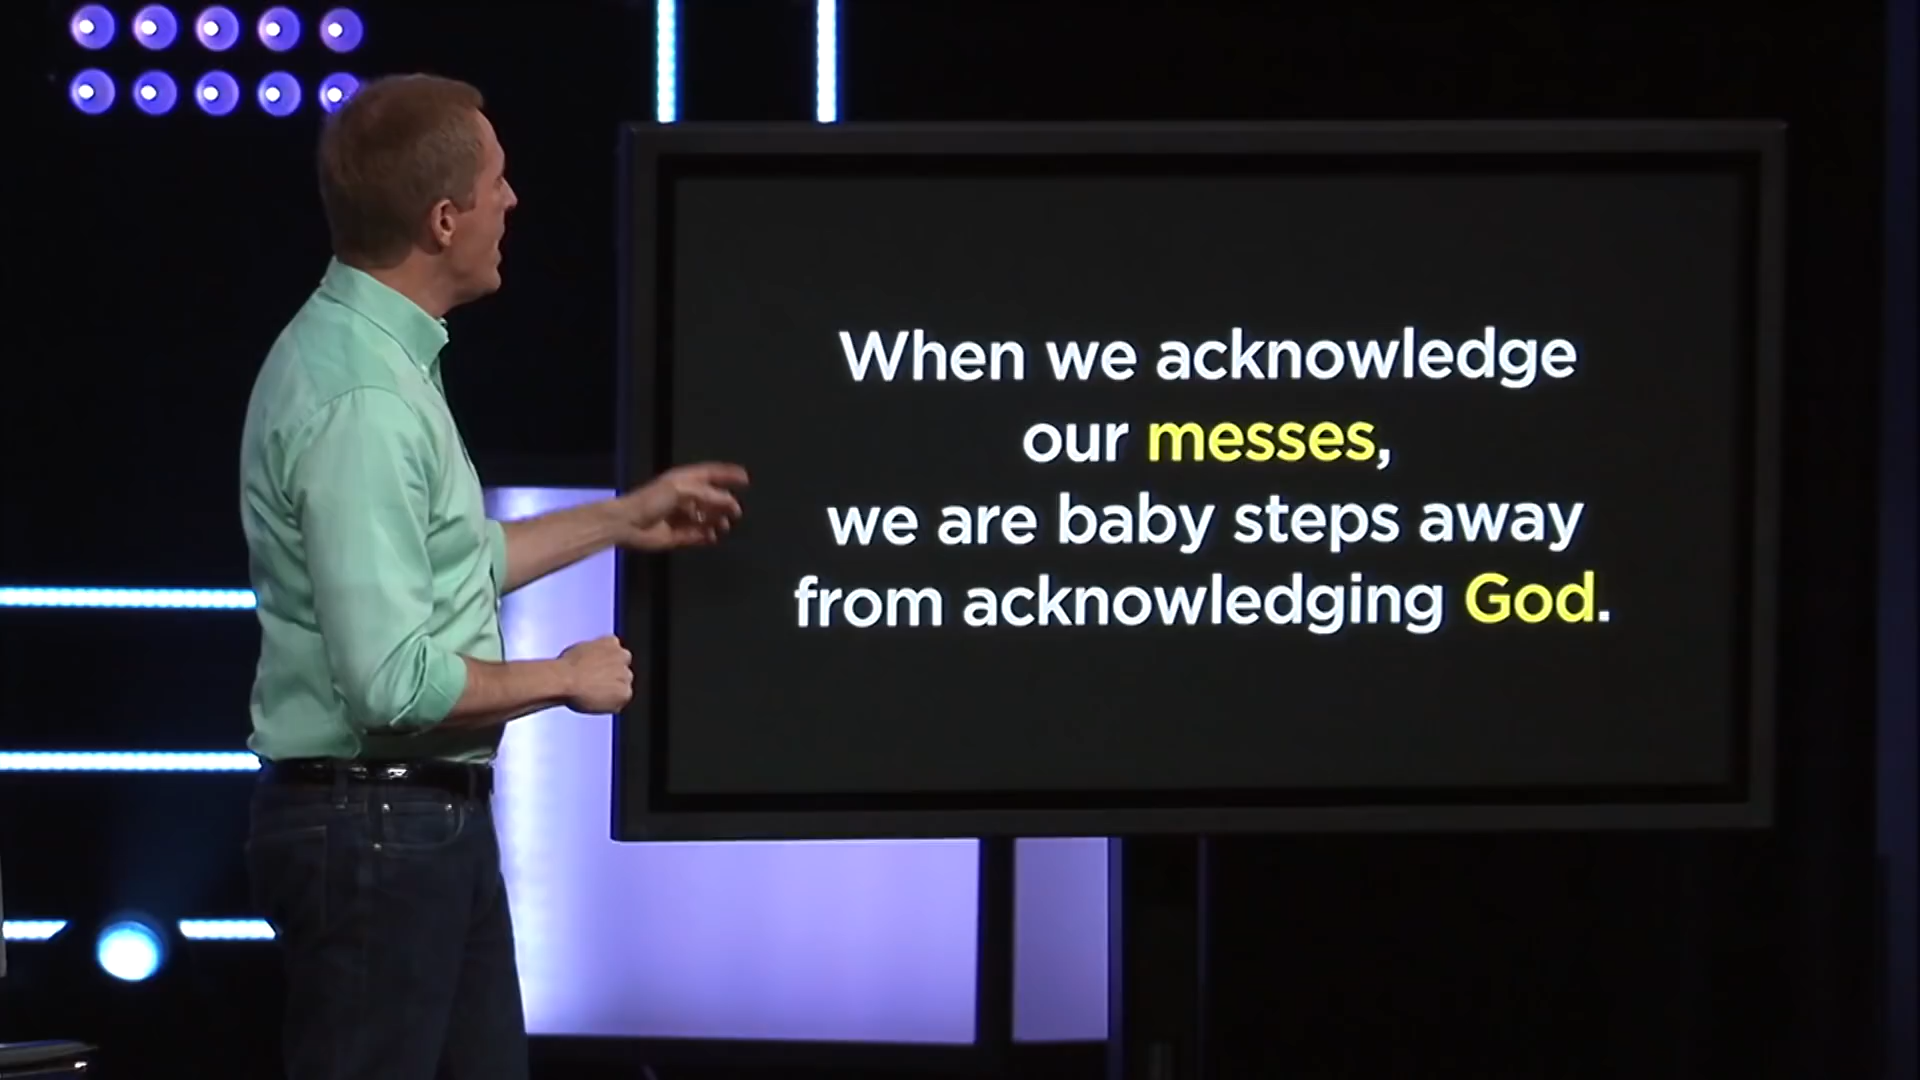 When we acknowledge
our messes,
we are baby steps away
from acknowledging God.